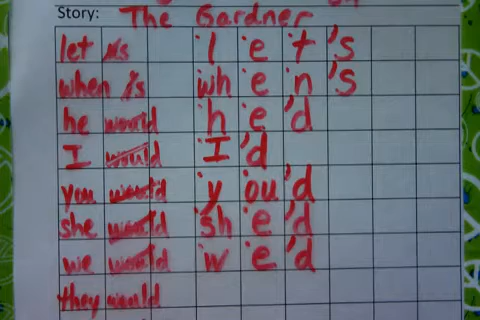 Story: The Gardner
let us 'l 'e 't 's
when is 'wh 'e 'n 's
he would 'h 'e 'd
I would 'I 'd
you would 'y 'ou 'd
she would 'sh 'e 'd
we would 'w 'e 'd
they would